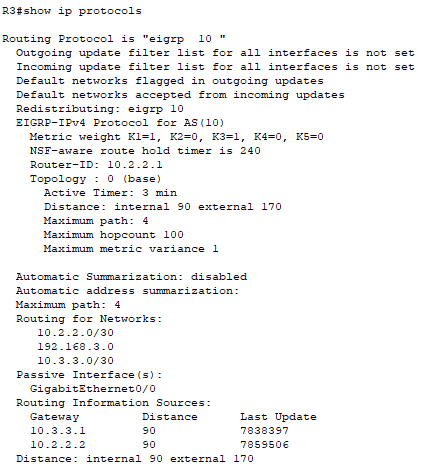 R3#show ip protocols
Routing Protocol is "eigrp  10 "
  Outgoing update filter list for all interfaces is not set
  Incoming update filter list for all interfaces is not set
  Default networks flagged in outgoing updates
  Default networks accepted from incoming updates
  Redistributing: eigrp 10
  EIGRP-IPv4 Protocol for AS(10)
    Metric weight K1=1, K2=0, K3=1, K4=0, K5=0
    NSF-aware route hold timer is 240
    Router-ID: 10.2.2.1
    Topology : 0 (base)
      Active Timer: 3 min
      Distance: internal 90 external 170
      Maximum path: 4
      Maximum hopcount 100
      Maximum metric variance 1
  Automatic Summarization: disabled
  Automatic address summarization:
  Maximum path: 4
  Routing for Networks:
     10.2.2.0/30
     192.168.3.0
     10.3.3.0/30
  Passive Interface(s):
    GigabitEthernet0/0
  Routing Information Sources:
    Gateway         Distance      Last Update
    10.3.3.1        90            7838397
    10.2.2.2        90            7859506
  Distance: internal 90 external 170